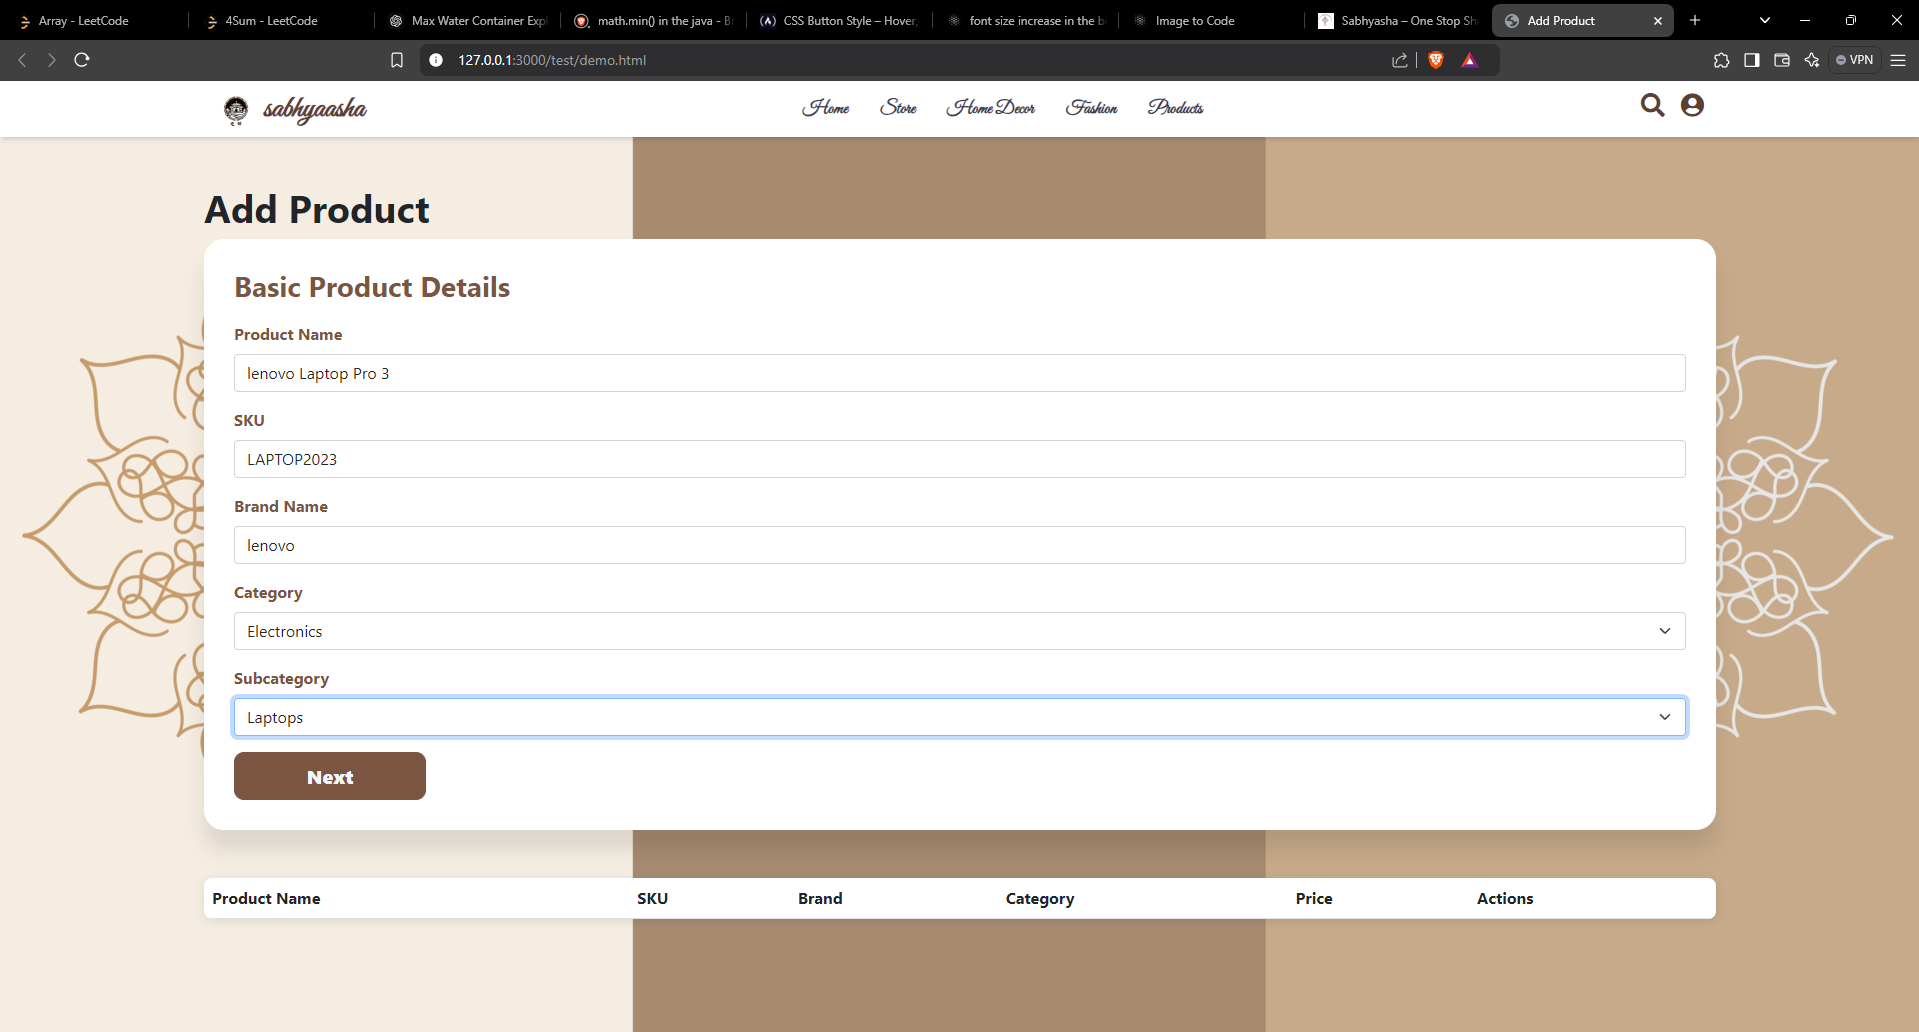 Array - LeetCode
4Sum - LeetCode
Max Water Container Expl
math.min() in the java - Br
CSS Button Style – Hover,
font size increase in the b
Image to Code
Sabhyasha – One Stop Sh
Add Product
127.0.0.1:3000/test/demo.html
VPN
sabhyaasha
Home
Store
Home Decor
Fashion
Products
Add Product
Basic Product Details
Product Name
lenovo Laptop Pro 3
SKU
LAPTOP2023
Brand Name
lenovo
Category
Electronics
Subcategory
Laptops
Next
Product Name SKU Brand Category Price Actions